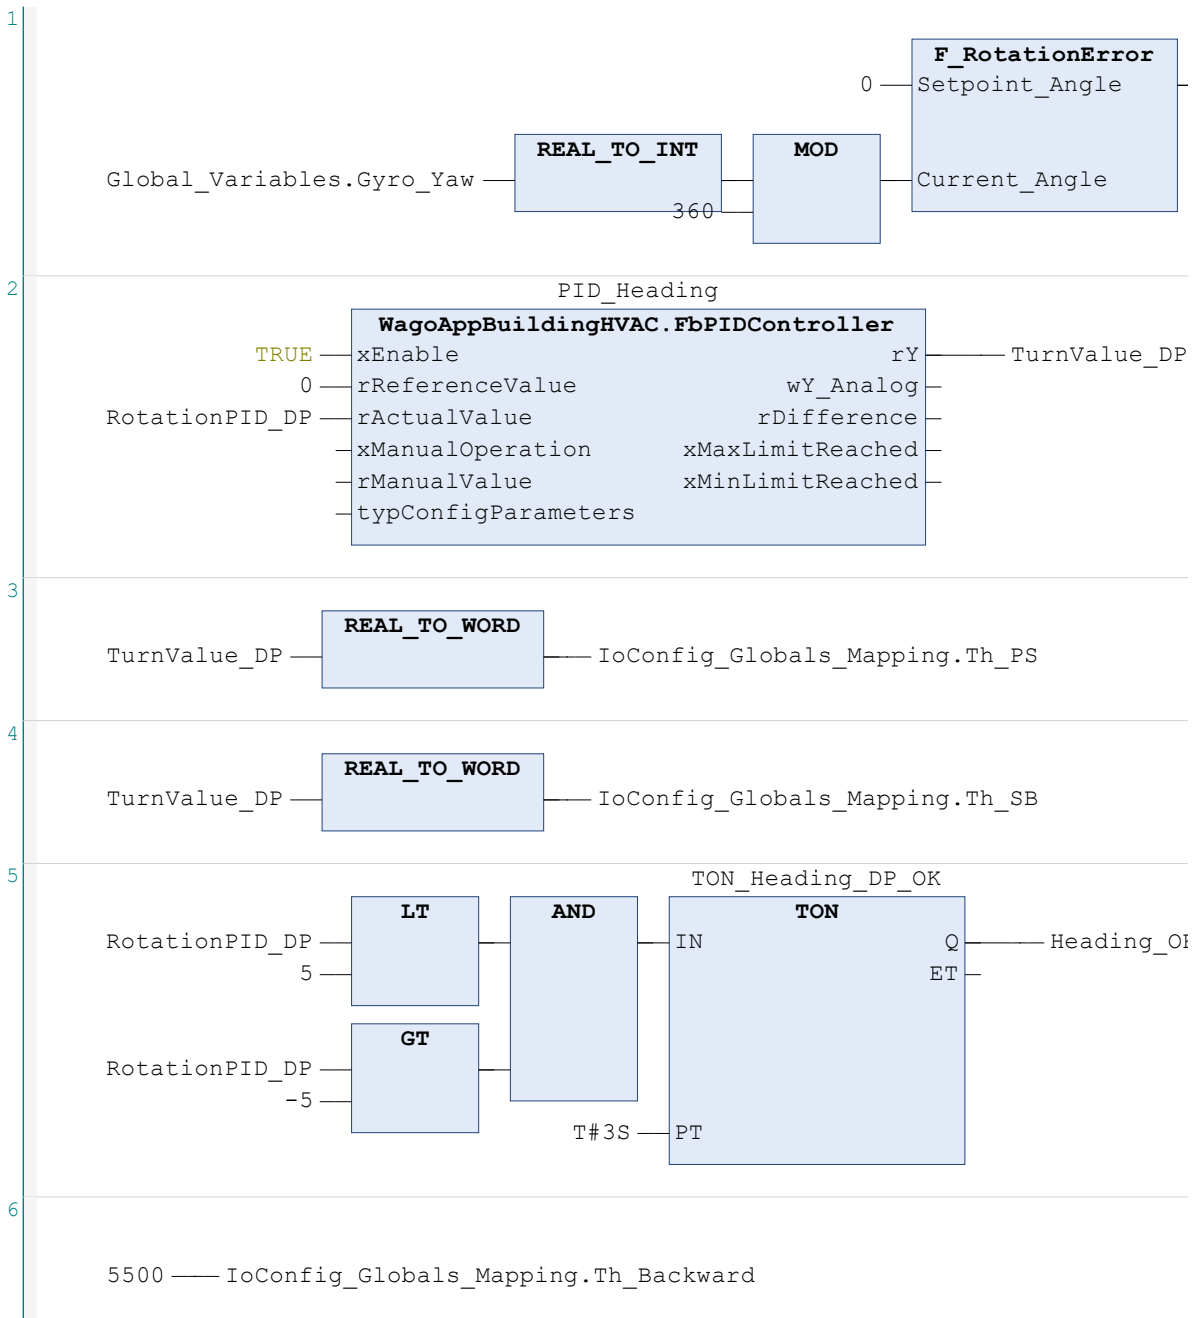 1
F_RotationError
0 Setpoint_Angle
REAL_TO_INT MOD
Global_Variables.Gyro_Yaw Current_Angle
360
2
PID_Heading
WagoAppBuildingHVAC.FbPIDController
TRUE xEnable rY TurnValue_DP
0 rReferenceValue wY_Analog
RotationPID_DP rActualValue rDifference
xManualOperation xMaxLimitReached
rManualValue xMinLimitReached
typConfigParameters
3
REAL_TO_WORD
TurnValue_DP IoConfig_Globals_Mapping.Th_PS
4
REAL_TO_WORD
TurnValue_DP IoConfig_Globals_Mapping.Th_SB
5
TON_Heading_DP_OK
LT AND TON
RotationPID_DP IN Q
5 ET
GT
RotationPID_DP
-5
T#3S PT
6
5500 IoConfig_Globals_Mapping.Th_Backward